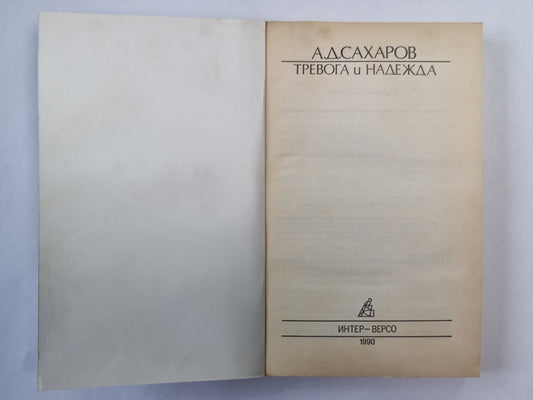 А.Д.САХАРОВ
ТРЕВОГА и НАДЕЖДА
ИНТЕР–ВЕРСО
1990